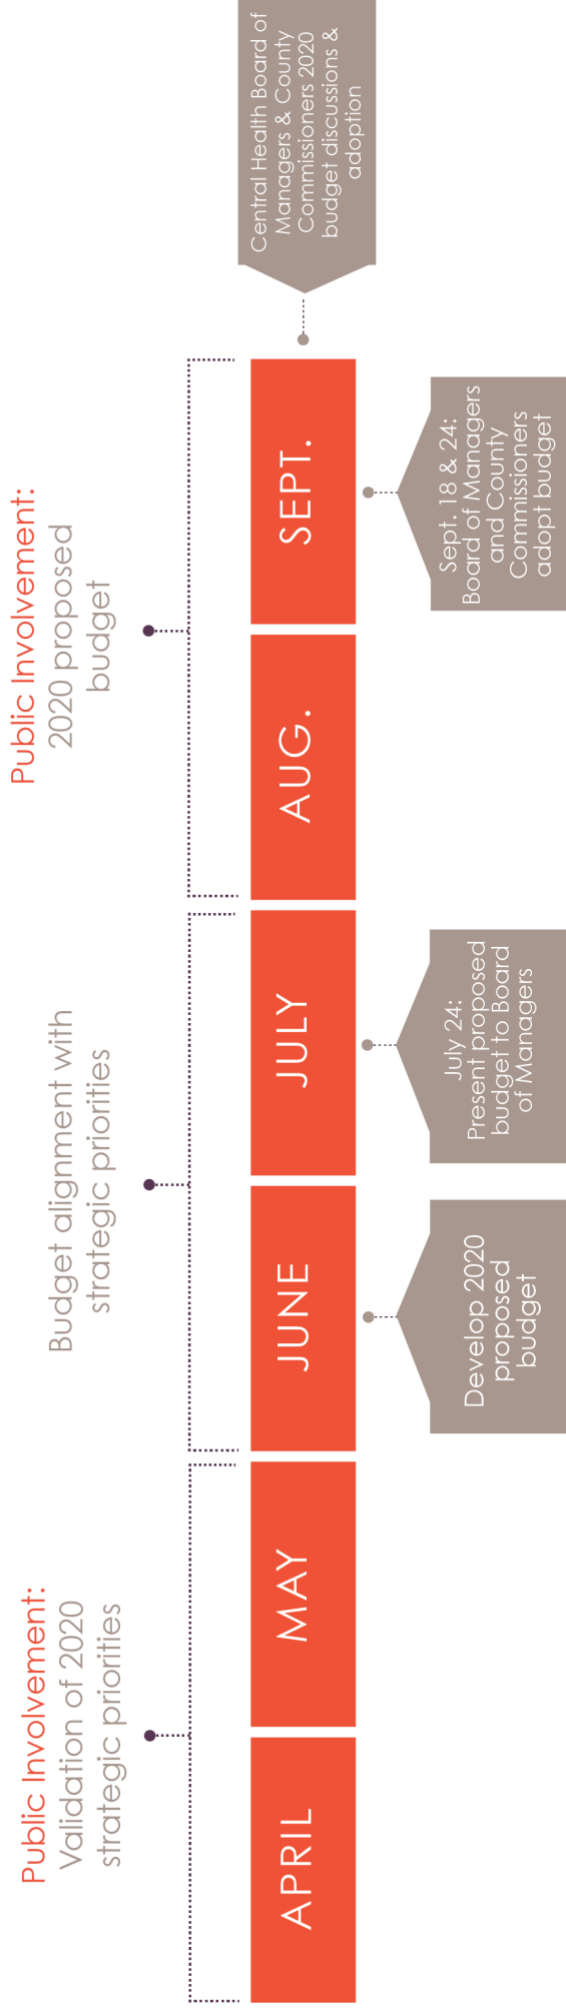 Public Involvement:
Validation of 2020
strategic priorities
Budget alignment with
strategic priorities
Public Involvement:
2020 proposed
budget
APRIL
MAY
JUNE
JULY
AUG.
SEPT.
Central Health Board of
Managers & County
Commissioners 2020
budget discussions &
adoption
Develop 2020
proposed
budget
July 24:
Present proposed
budget to Board
of Managers
Sept. 18 & 24:
Board of Managers
and County
Commissioners
adopt budget